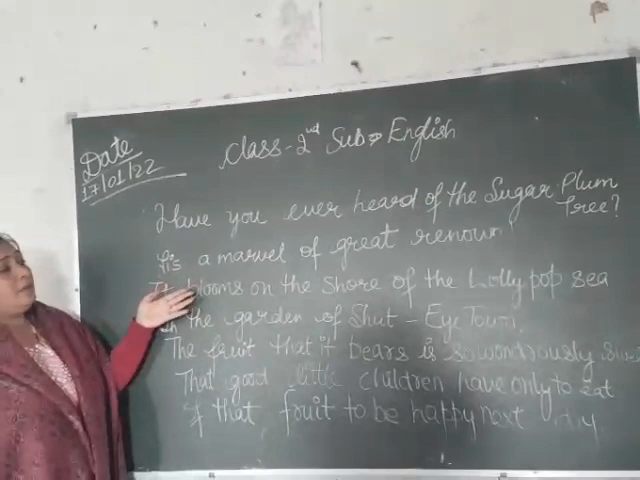 Date
17/01/22
Class - 2nd Sub → English
Have you ever heard of the Sugar Plum Tree?
'Tis a marvel of great renown
It blooms on the Shore of the Lollypop sea
In the garden of Shut - Eye Town.
The fruit that it bears is so wondrously
That good little children have only to eat
of that fruit to be happy next